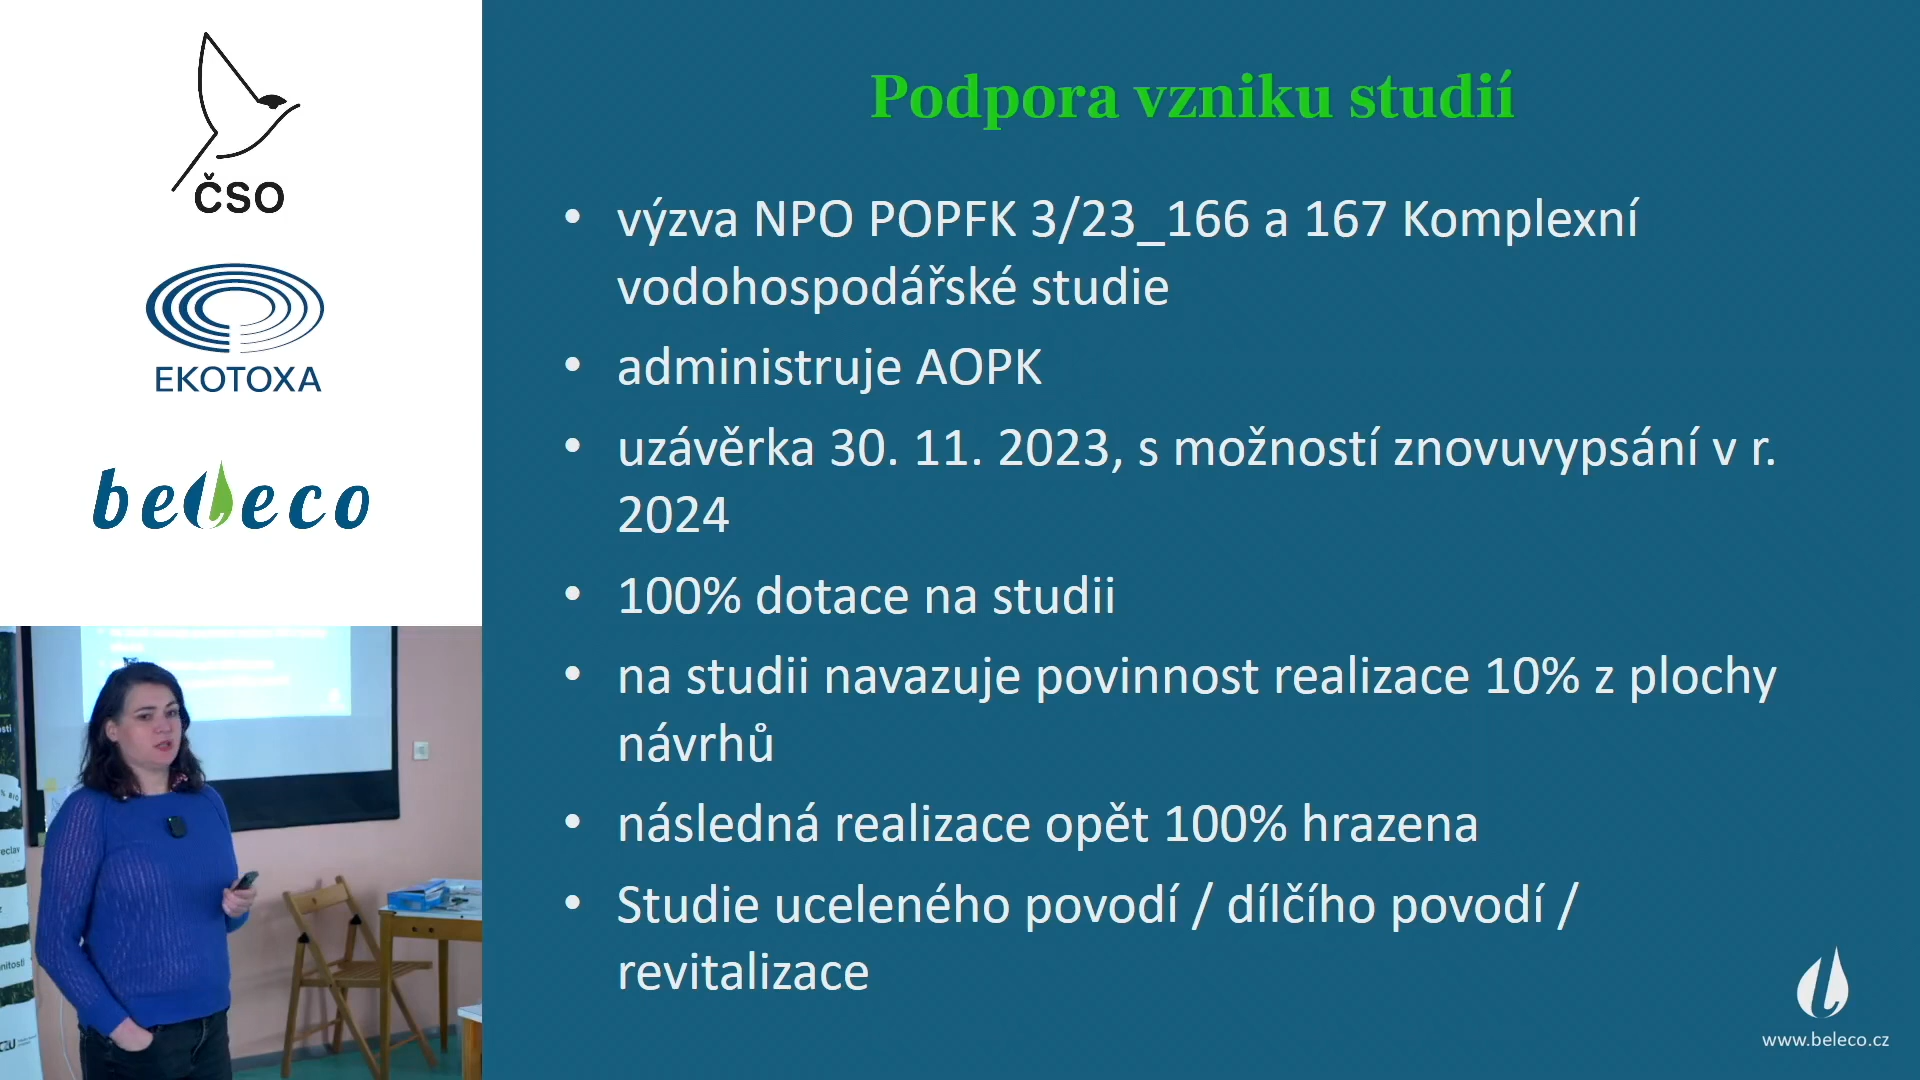 ČSO
EKOTOXA
beleco
Podpora vzniku studií
• výzva NPO POPFK 3/23_166 a 167 Komplexní
vodohospodářské studie
• administruje AOPK
• uzávěrka 30. 11. 2023, s možností znovuvypsání v r.
2024
• 100% dotace na studii
• na studii navazuje povinnost realizace 10% z plochy
návrhů
• následná realizace opět 100% hrazena
• Studie uceleného povodí / dílčího povodí /
revitalizace
www.beleco.cz